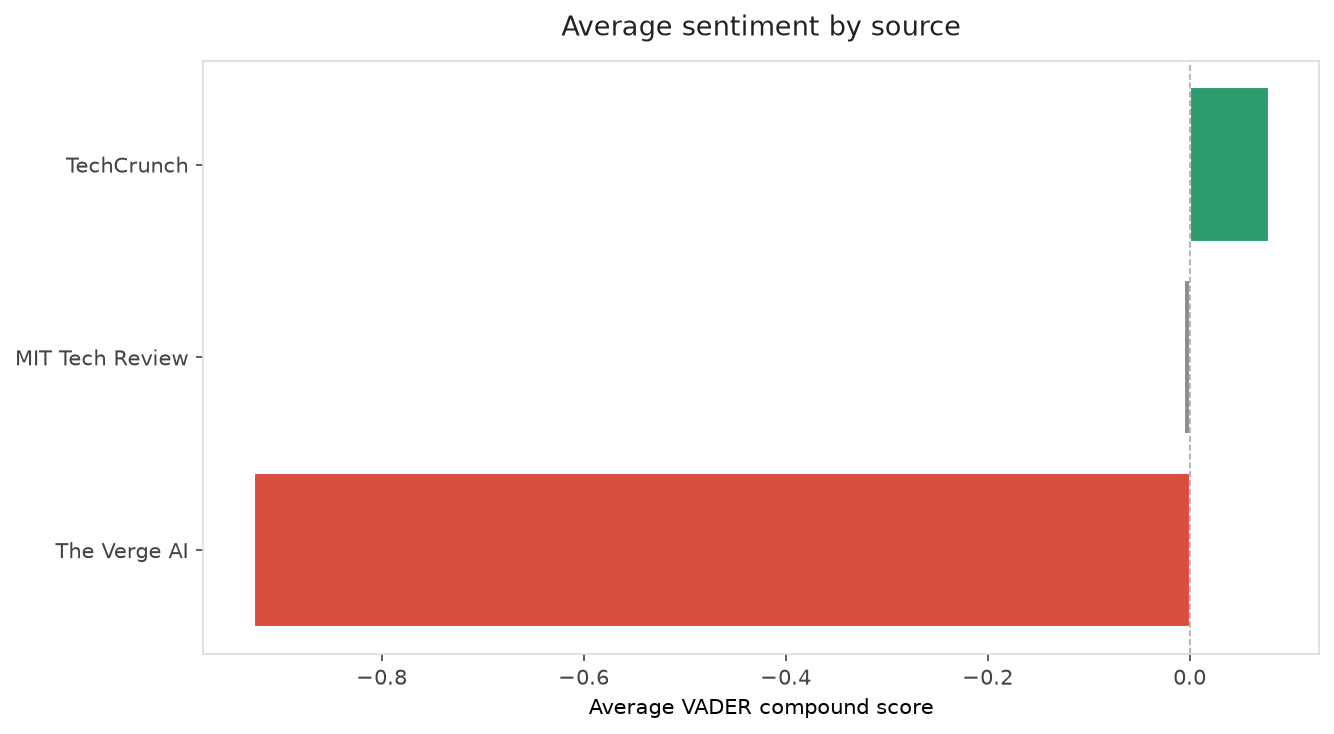 Average sentiment by source
TechCrunch
MIT Tech Review
The Verge AI
−0.8 −0.6 −0.4 −0.2 0.0
Average VADER compound score